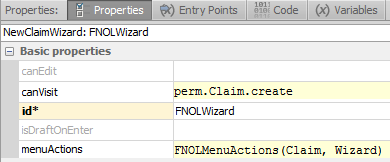 Properties: Properties Entry Points Code Variables
NewClaimWizard: FNOLWizard
Basic properties
canEdit
canVisit perm.Claim.create
id* FNOLWizard
isDraftOnEnter
menuActions FNOLMenuActions(Claim, Wizard)